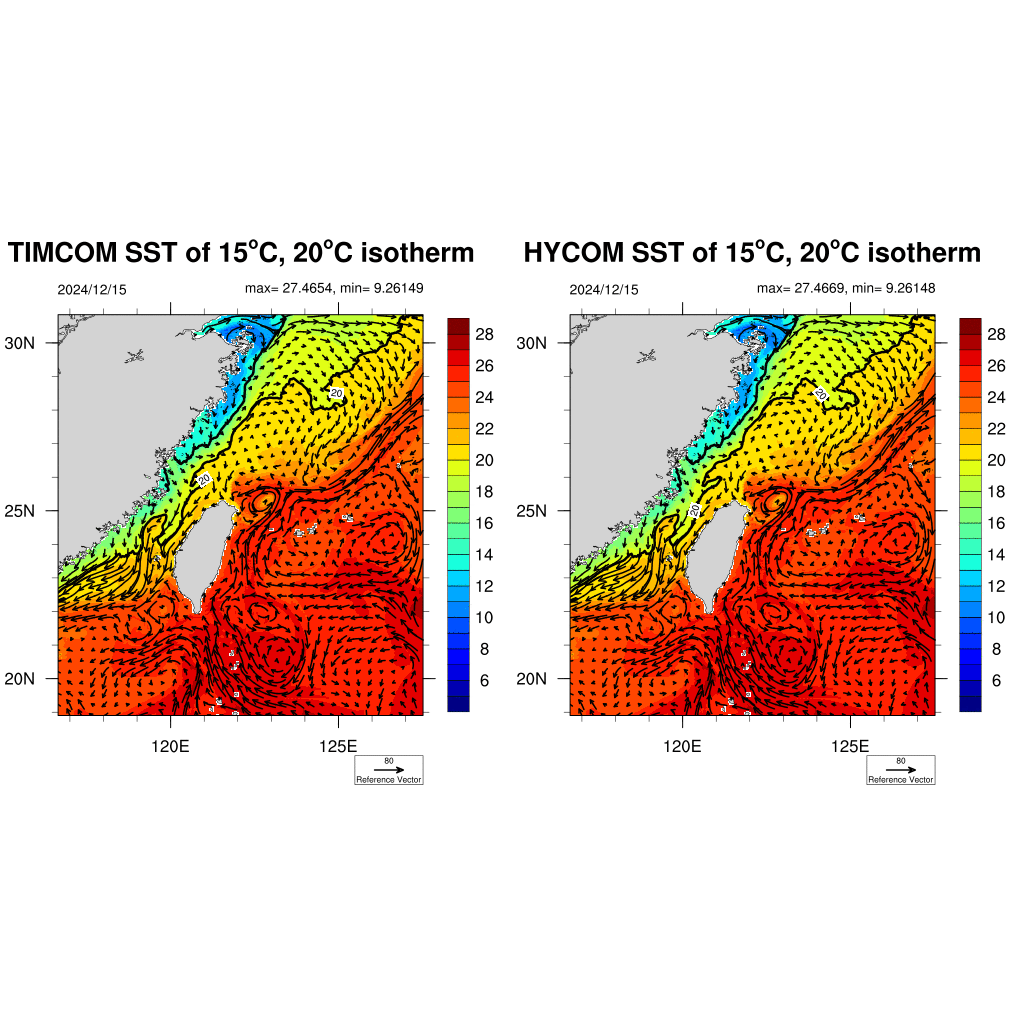 TIMCOM SST of 15°C, 20°C isotherm
2024/12/15 max= 27.4654, min= 9.26149
30N
25N
20N
120E 125E
20
20
28
26
24
22
20
18
16
14
12
10
8
6
80
Reference Vector
HYCOM SST of 15°C, 20°C isotherm
2024/12/15 max= 27.4669, min= 9.26148
30N
25N
20N
120E 125E
20
20
28
26
24
22
20
18
16
14
12
10
8
6
80
Reference Vector